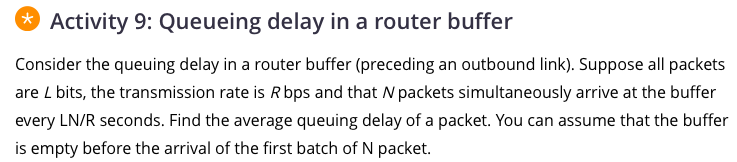 * Activity 9: Queueing delay in a router buffer
Consider the queuing delay in a router buffer (preceding an outbound link). Suppose all packets
are L bits, the transmission rate is R bps and that N packets simultaneously arrive at the buffer
every LN/R seconds. Find the average queuing delay of a packet. You can assume that the buffer
is empty before the arrival of the first batch of N packet.